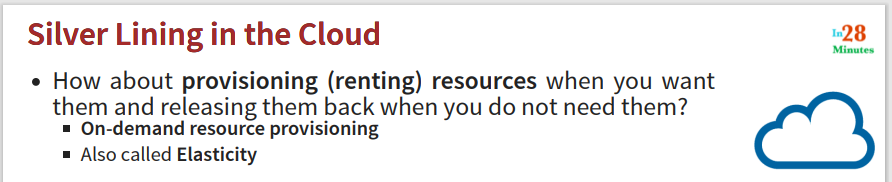 Silver Lining in the Cloud
In28
Minutes
• How about provisioning (renting) resources when you want
them and releasing them back when you do not need them?
▪ On-demand resource provisioning
▪ Also called Elasticity